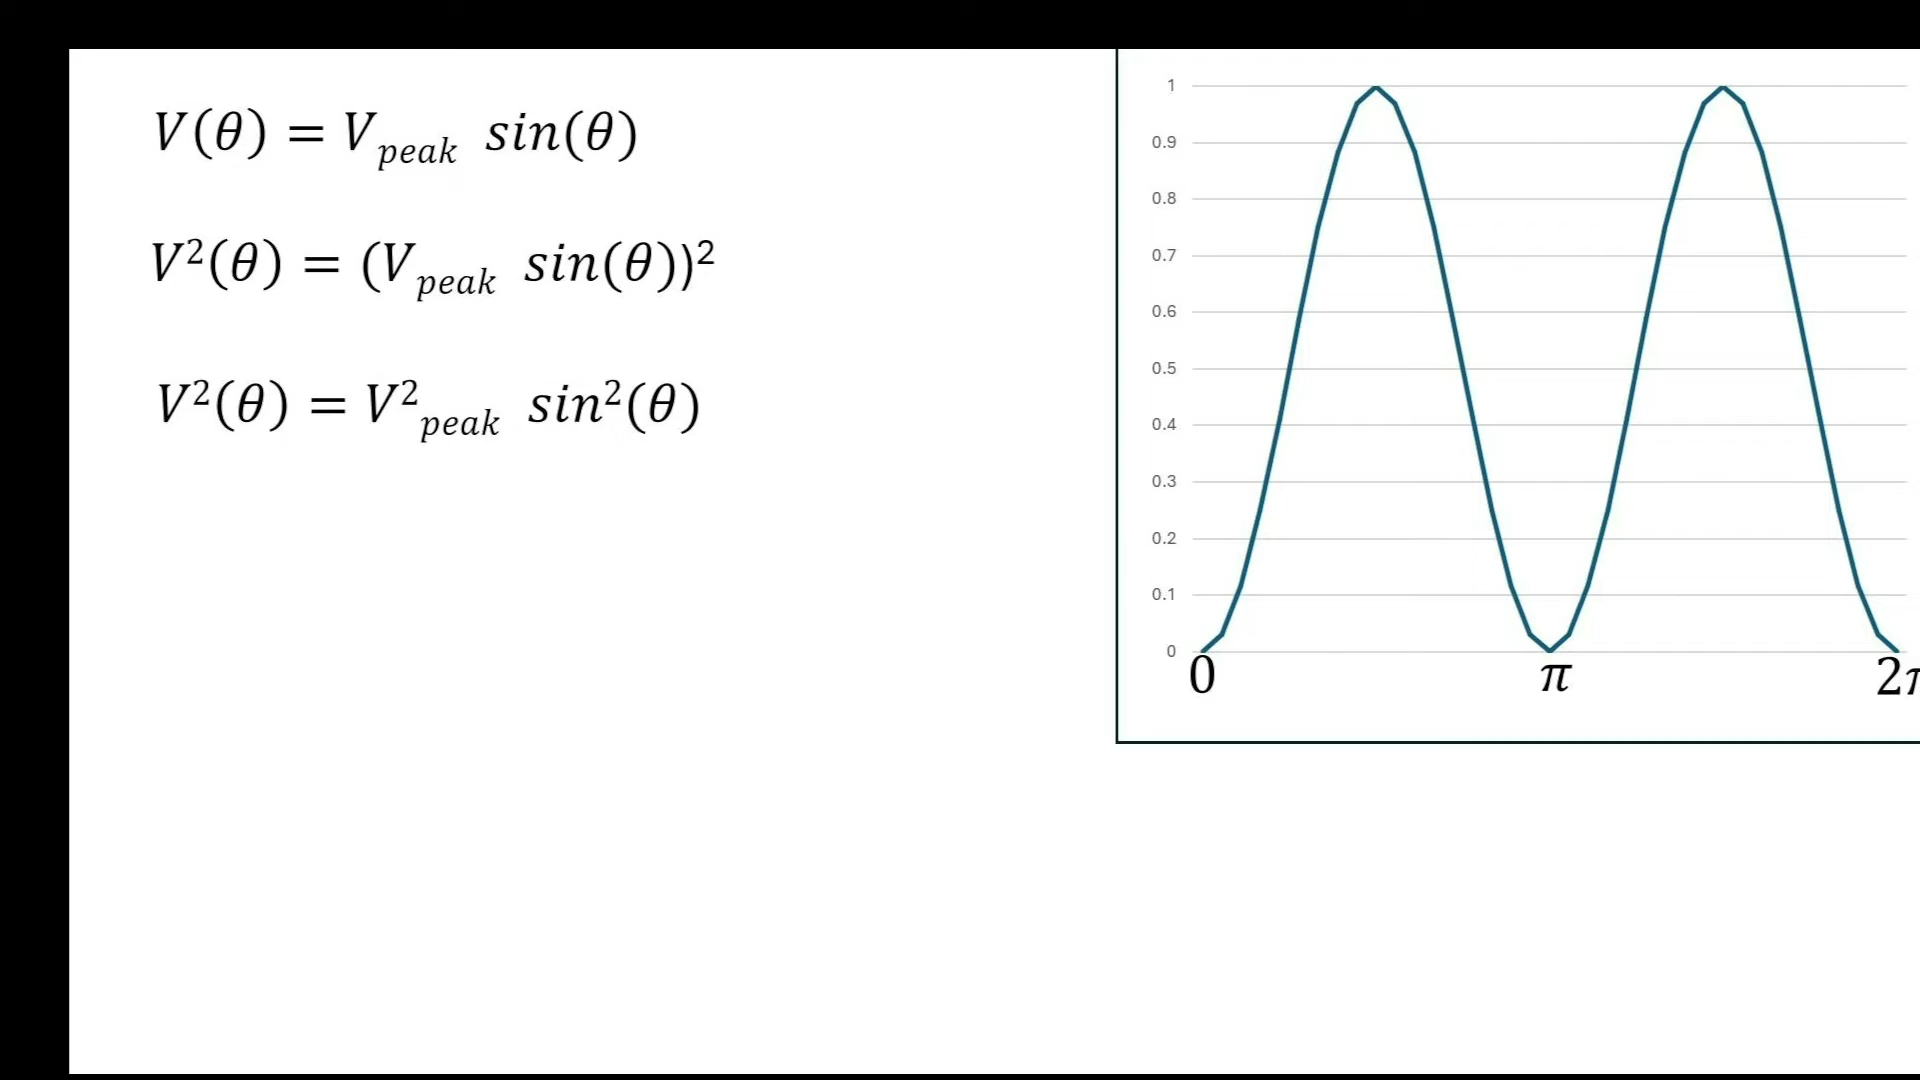 V(θ) = V_peak sin(θ)
V²(θ) = (V_peak sin(θ))²
V²(θ) = V²_peak sin²(θ)
1
0.9
0.8
0.7
0.6
0.5
0.4
0.3
0.2
0.1
0
0 π 2π